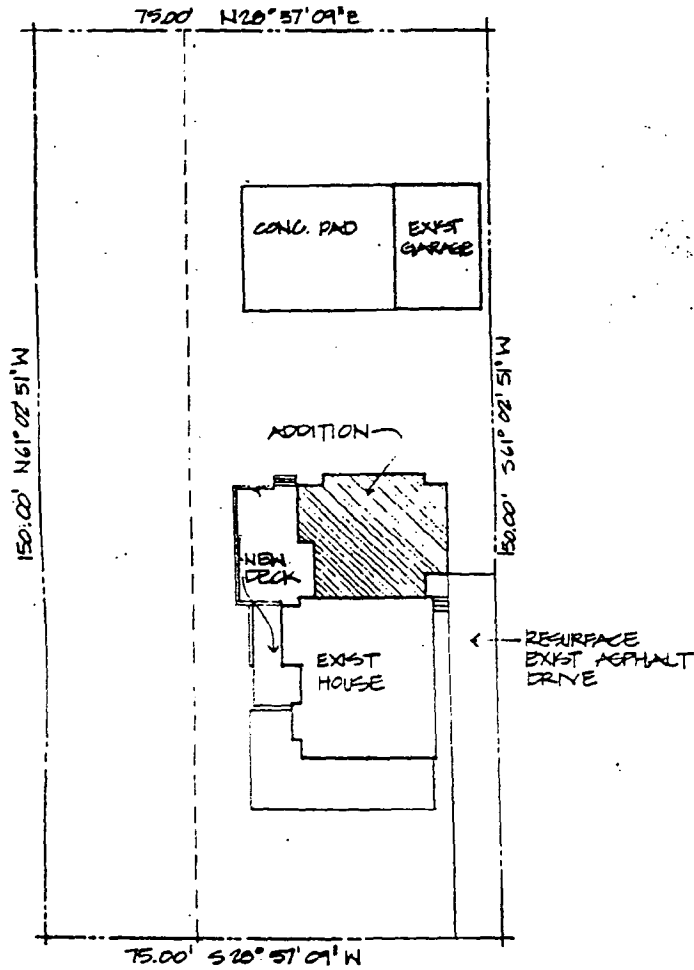 75.00' N28° 57' 09" E
CONC. PAD
EXIST
GARAGE
150.00' N61° 02' 51" W
150.00' S61° 02' 51" W
ADDITION
NEW
DECK
EXIST
HOUSE
RESURFACE
EXIST ASPHALT
DRIVE
75.00' S28° 57' 09" W